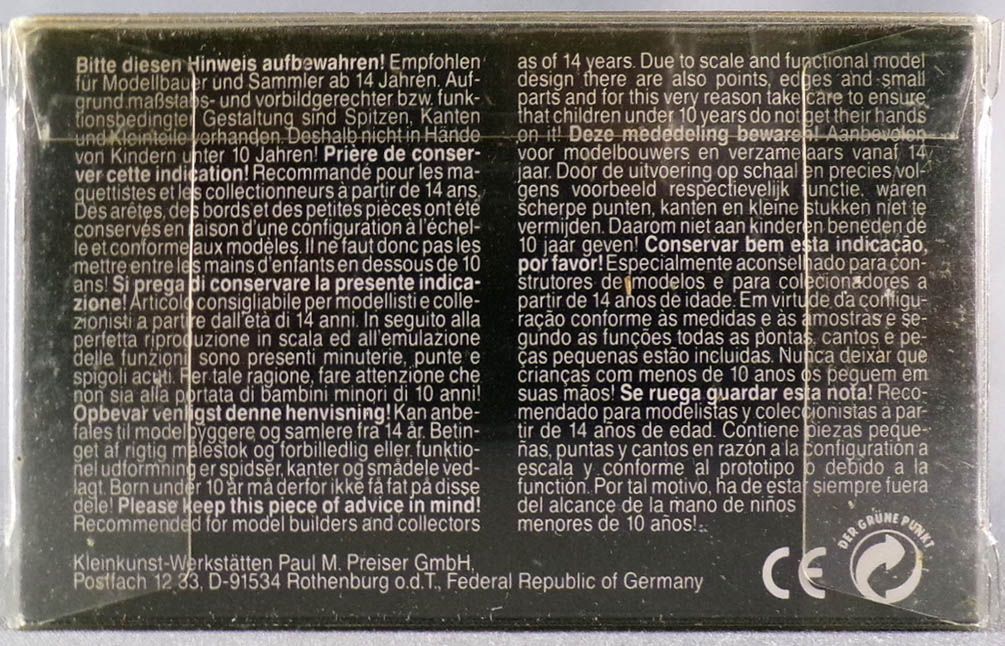 Bitte diesen Hinweis aufbewahren! Empfohlen
für Modellbauer und Sammler ab 14 Jahren. Auf-
grund maßstabs- und vorbildgerechter bzw. funk-
tionsbedingter Gestaltung sind Spitzen, Kanten
und Kleinteile vorhanden. Deshalb nicht in Hände
von Kindern unter 10 Jahren! Prière de conser-
ver cette indication! Recommandé pour les ma-
quettistes et les collectionneurs à partir de 14 ans.
Des arêtes, des bords et des petites pièces ont été
conservés en raison d'une configuration à l'échel-
le et conforme aux modèles. Il ne faut donc pas les
mettre entre les mains d'enfants en dessous de 10
ans! Si prega di conservare la presente indica-
zione! Articolo consigliabile per modellisti e colle-
zionisti a partire dall'età di 14 anni. In seguito alla
perfetta riproduzione in scala ed all'emulazione
delle funzioni sono presenti minuterie, punte e
spigoli acuti. Per tale ragione, fare attenzione che
non sia alla portata di bambini minori di 10 anni!
Opbevar venligst denne henvisning! Kan anbe-
fales til modelbyggere og samlere fra 14 år. Betin-
get af rigtig målestok og forbilledlig eller funktio-
nel udformning er spidser, kanter og smådele ved-
lagt. Børn under 10 år må derfor ikke få fat på disse
dele! Please keep this piece of advice in mind!
Recommended for model builders and collectors
as of 14 years. Due to scale and functional model
design there are also points, edges and small
parts and for this very reason take care to ensure
that children under 10 years do not get their hands
on it! Deze mededeling bewaren! Aanbevolen
voor modelbouwers en verzamelaars vanaf 14
jaar. Door de uitvoering op schaal en precies vol-
gens voorbeeld respectievelijk functie, waren
scherpe punten, kanten en kleine stukken niet te
vermijden. Daarom niet aan kinderen beneden de
10 jaar geven! Conservar bem esta indicação,
por favor! Especialmente aconselhado para con-
strutores de modelos e para colecionadores a
partir de 14 anos de idade. Em virtude da configu-
ração conforme às medidas e às amostras e se-
gundo as funções todas as pontas, cantos e pe-
ças pequenas estão incluidas. Nunca deixar que
crianças com menos de 10 anos os peguem em
suas mãos! Se ruega guardar esta nota! Reco-
mendado para modelistas y coleccionistas a par-
tir de 14 años de edad. Contiene piezas peque-
ñas, puntas y cantos en razón a la configuration a
escala y conforme al prototipo o debido a la
functión. Por tal motivo, ha de estar siempre fuera
del alcance de la mano de niños
menores de 10 años!
Kleinkunst-Werkstätten Paul M. Preiser GmbH,
Postfach 12 33, D-91534 Rothenburg o.d.T., Federal Republic of Germany
CE
DER GRÜNE PUNKT